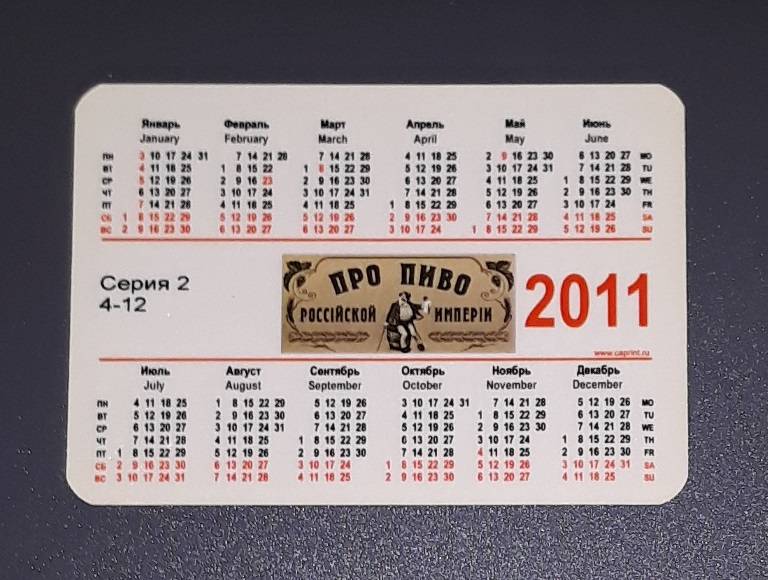 Январь Февраль Март Апрель Май Июнь
January February March April May June
ПН 3 10 17 24 31 7 14 21 28 7 14 21 28 4 11 18 25 2 9 16 23 30 6 13 20 27 MO
ВТ 4 11 18 25 1 8 15 22 1 8 15 22 29 5 12 19 26 3 10 17 24 31 7 14 21 28 TU
СР 5 12 19 26 2 9 16 23 2 9 16 23 30 6 13 20 27 4 11 18 25 1 8 15 22 29 WE
ЧТ 6 13 20 27 3 10 17 24 3 10 17 24 31 7 14 21 28 5 12 19 26 2 9 16 23 30 TH
ПТ 7 14 21 28 4 11 18 25 4 11 18 25 1 8 15 22 29 6 13 20 27 3 10 17 24 FR
СБ 1 8 15 22 29 5 12 19 26 5 12 19 26 2 9 16 23 30 7 14 21 28 4 11 18 25 SA
ВС 2 9 16 23 30 6 13 20 27 6 13 20 27 3 10 17 24 1 8 15 22 29 5 12 19 26 SU
Серия 2
4-12
ПРО ПИВО
РОССІЙСКОЙ ИМПЕРІИ
2011
www.caprint.ru
Июль Август Сентябрь Октябрь Ноябрь Декабрь
July August September October November December
ПН 4 11 18 25 1 8 15 22 29 5 12 19 26 3 10 17 24 31 7 14 21 28 5 12 19 26 MO
ВТ 5 12 19 26 2 9 16 23 30 6 13 20 27 4 11 18 25 1 8 15 22 29 6 13 20 27 TU
СР 6 13 20 27 3 10 17 24 31 7 14 21 28 5 12 19 26 2 9 16 23 30 7 14 21 28 WE
ЧТ 7 14 21 28 4 11 18 25 1 8 15 22 29 6 13 20 27 3 10 17 24 1 8 15 22 29 TH
ПТ 1 8 15 22 29 5 12 19 26 2 9 16 23 30 7 14 21 28 4 11 18 25 2 9 16 23 30 FR
СБ 2 9 16 23 30 6 13 20 27 3 10 17 24 1 8 15 22 29 5 12 19 26 3 10 17 24 31 SA
ВС 3 10 17 24 31 7 14 21 28 4 11 18 25 2 9 16 23 30 6 13 20 27 4 11 18 25 SU